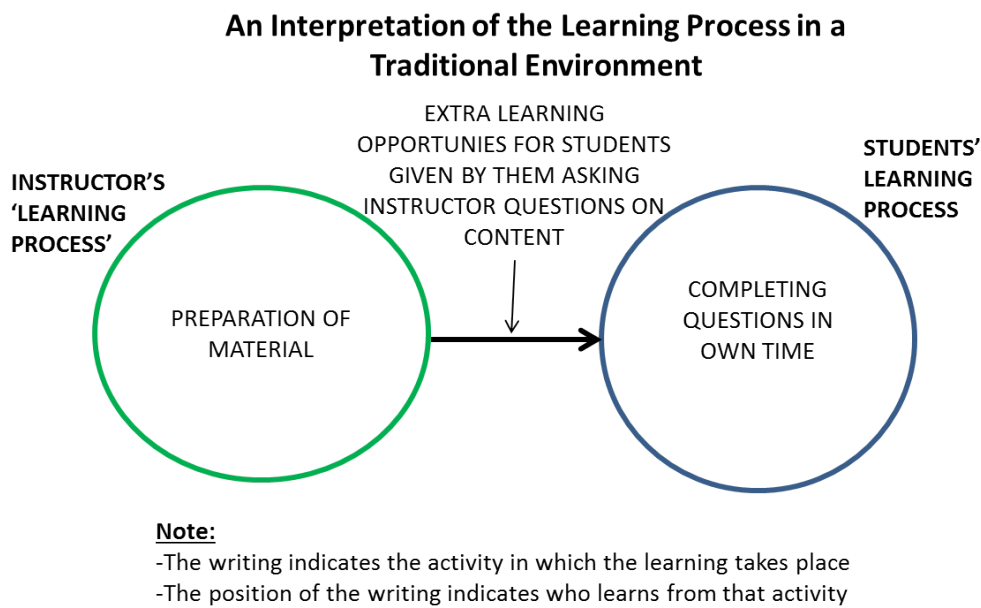 An Interpretation of the Learning Process in a
Traditional Environment
EXTRA LEARNING
OPPORTUNIES FOR STUDENTS
GIVEN BY THEM ASKING
INSTRUCTOR QUESTIONS ON
CONTENT
INSTRUCTOR’S
‘LEARNING
PROCESS’
STUDENTS’
LEARNING
PROCESS
PREPARATION OF
MATERIAL
COMPLETING
QUESTIONS IN
OWN TIME
Note:
-The writing indicates the activity in which the learning takes place
-The position of the writing indicates who learns from that activity